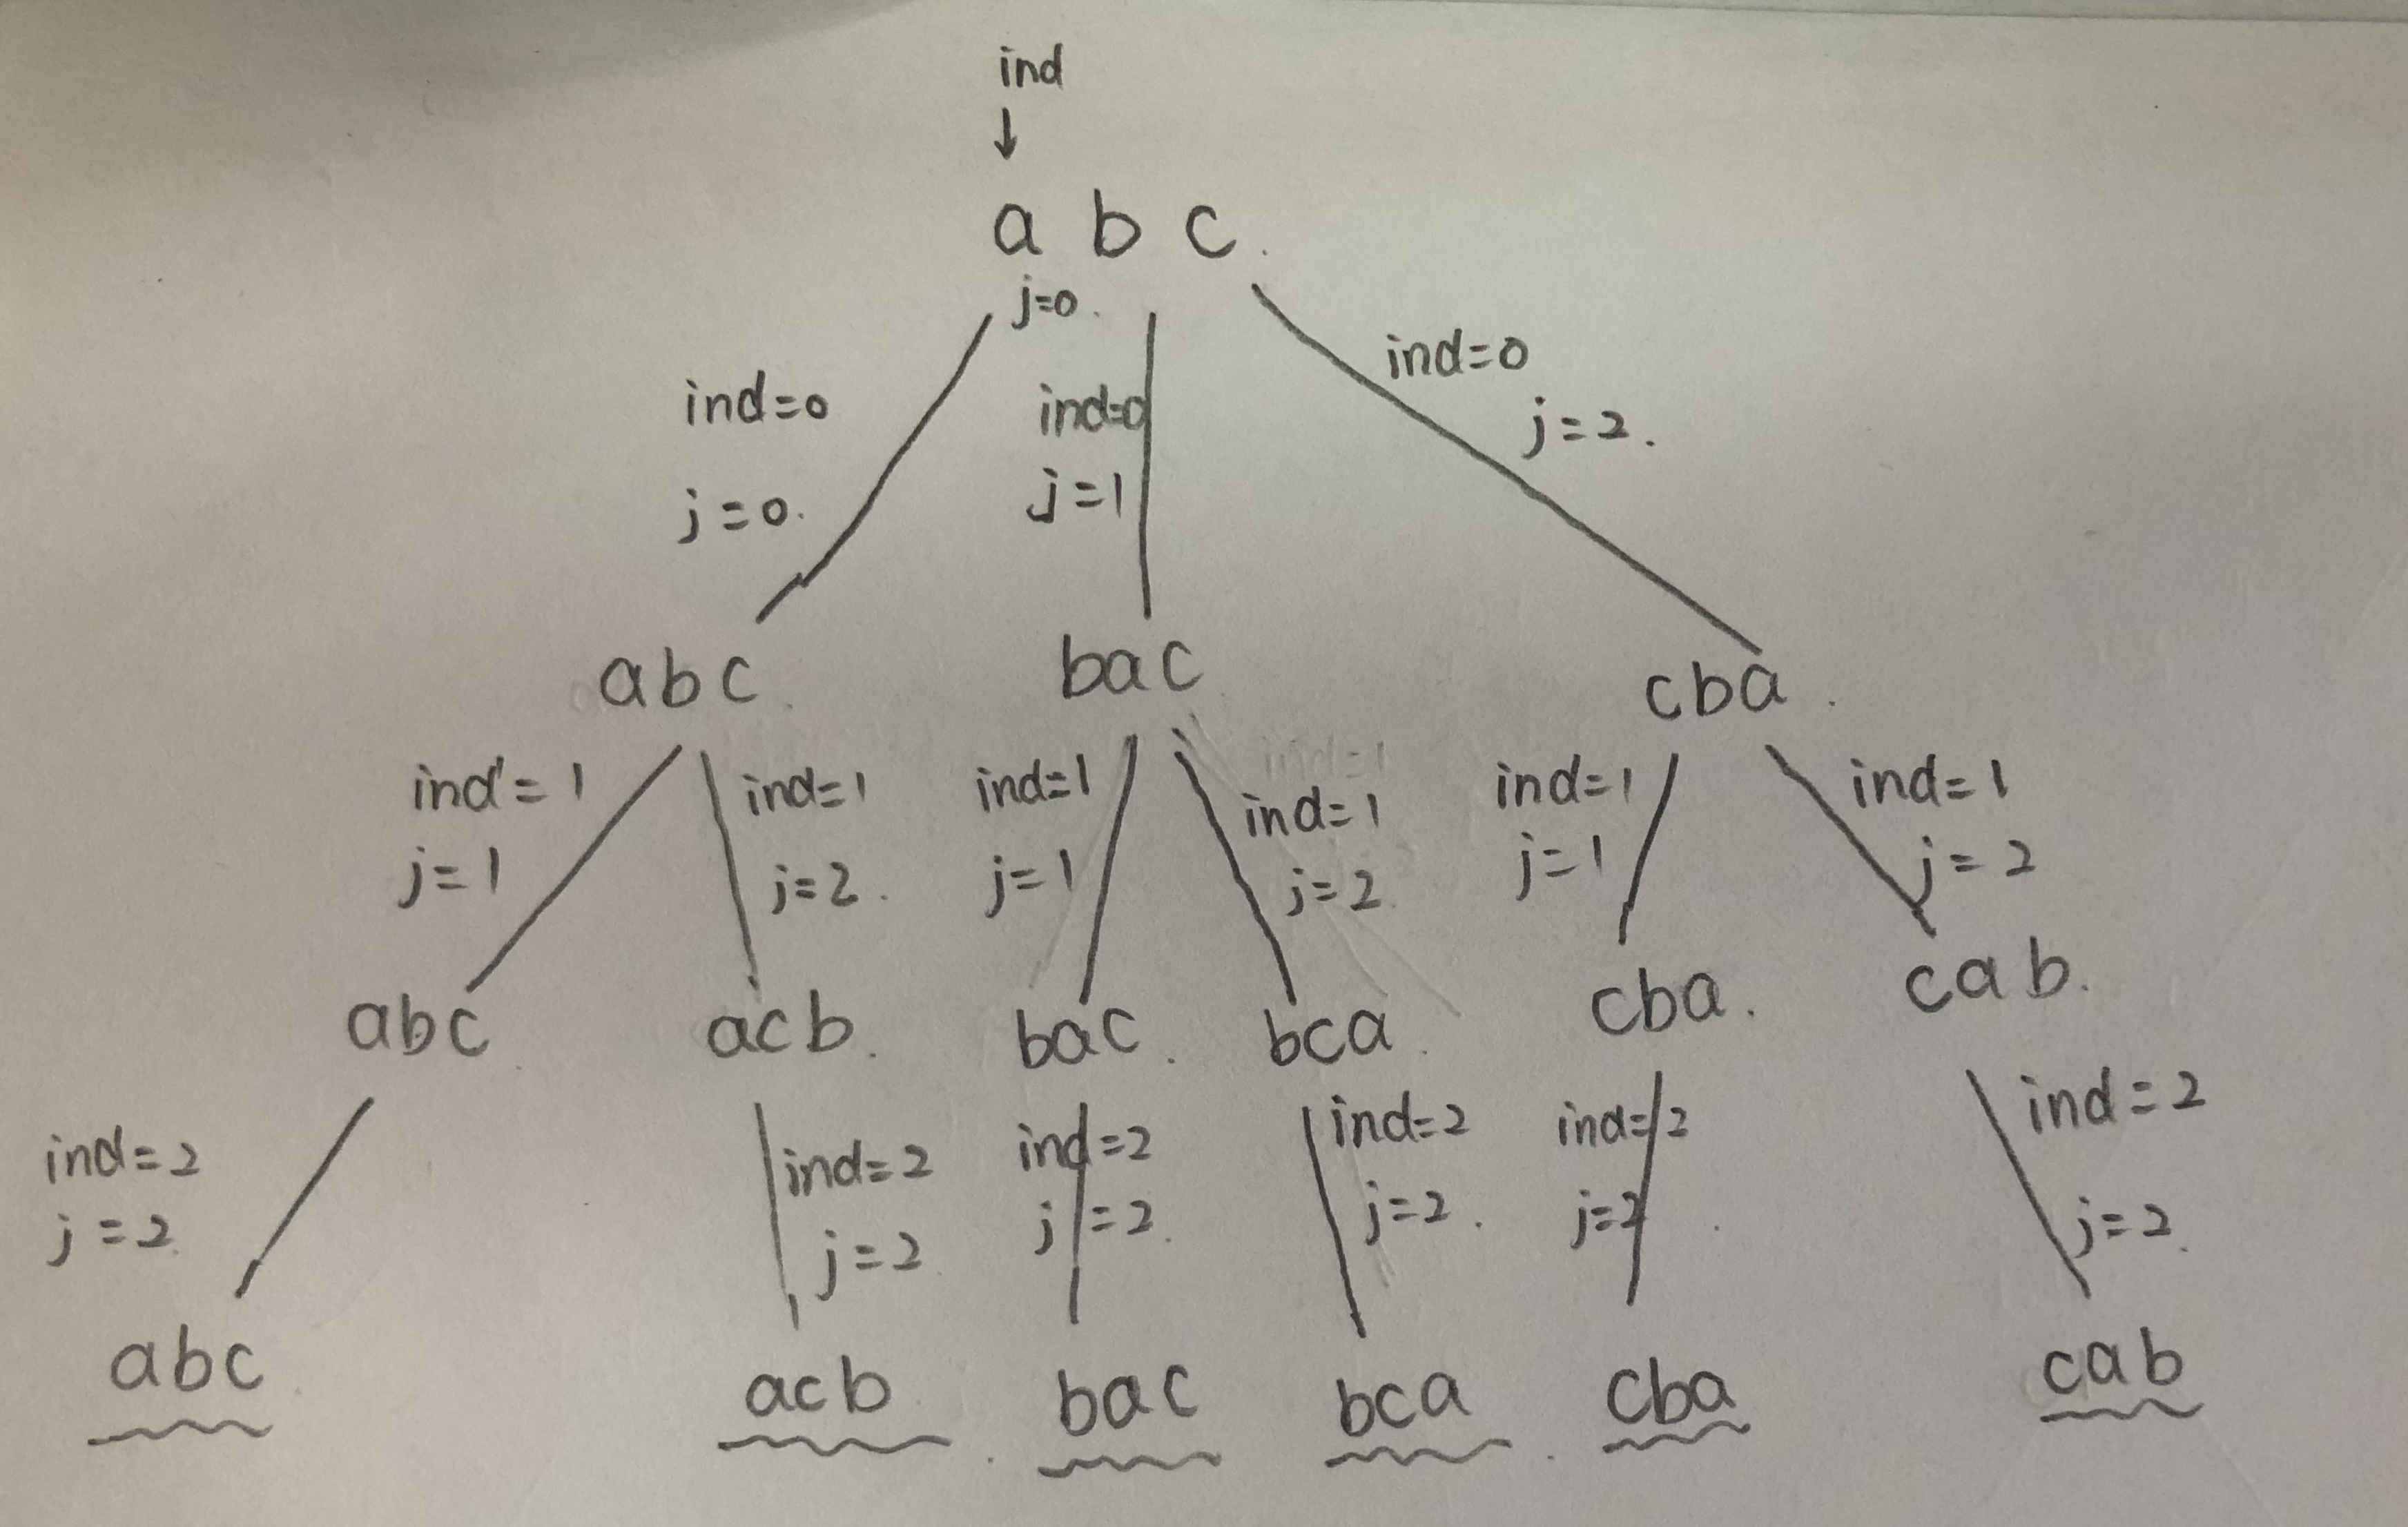 ind
↓
a b c.
j=0.
ind=0
j=0.
ind=0
j=1
ind=0
j=2.
abc.
bac
cba.
ind=1
j=1
ind=1
j=2.
ind=1
j=1
ind=1
j=2
ind=1
j=1
ind=1
j=2
abc
acb.
bac.
bca.
cba.
cab.
ind=2
j=2
ind=2
j=2
ind=2
j=2.
ind=2
j=2.
ind=2
j=2
ind=2
j=2.
abc
acb
bac
bca
cba
cab